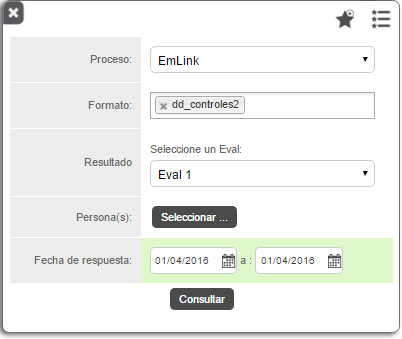 Proceso: EmLink
Formato: dd_controles2
Seleccione un Eval:
Resultado Eval 1
Persona(s): Seleccionar ...
Fecha de respuesta: 01/04/2016 a : 01/04/2016
Consultar